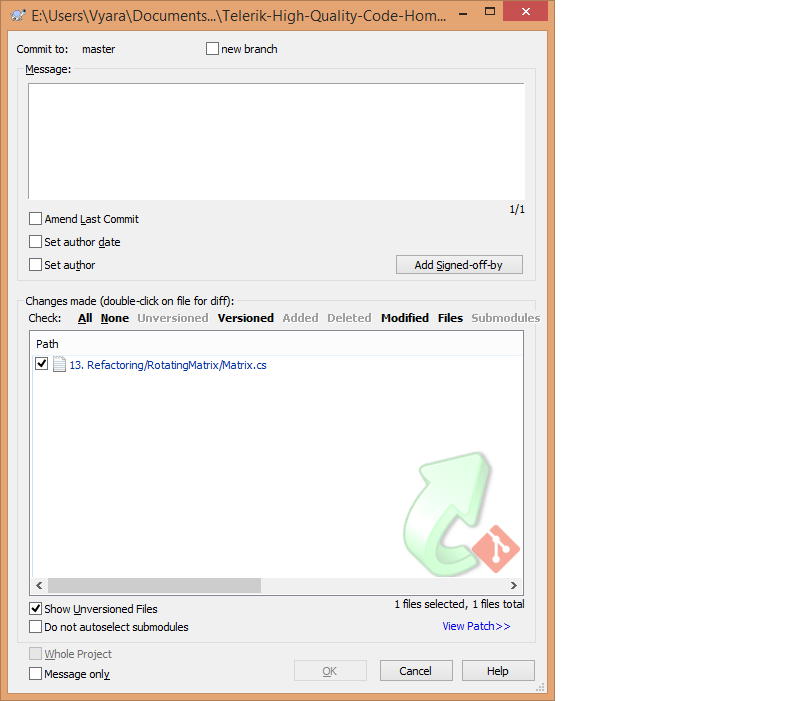 E:\Users\Vyara\Documents...\Telerik-High-Quality-Code-Hom...
Commit to: master new branch
Message:
1/1
Amend Last Commit
Set author date
Set author
Add Signed-off-by
Changes made (double-click on file for diff):
Check: All None Unversioned Versioned Added Deleted Modified Files Submodules
Path
13. Refactoring/RotatingMatrix/Matrix.cs
Show Unversioned Files
1 files selected, 1 files total
Do not autoselect submodules
View Patch>>
Whole Project
Message only
OK Cancel Help